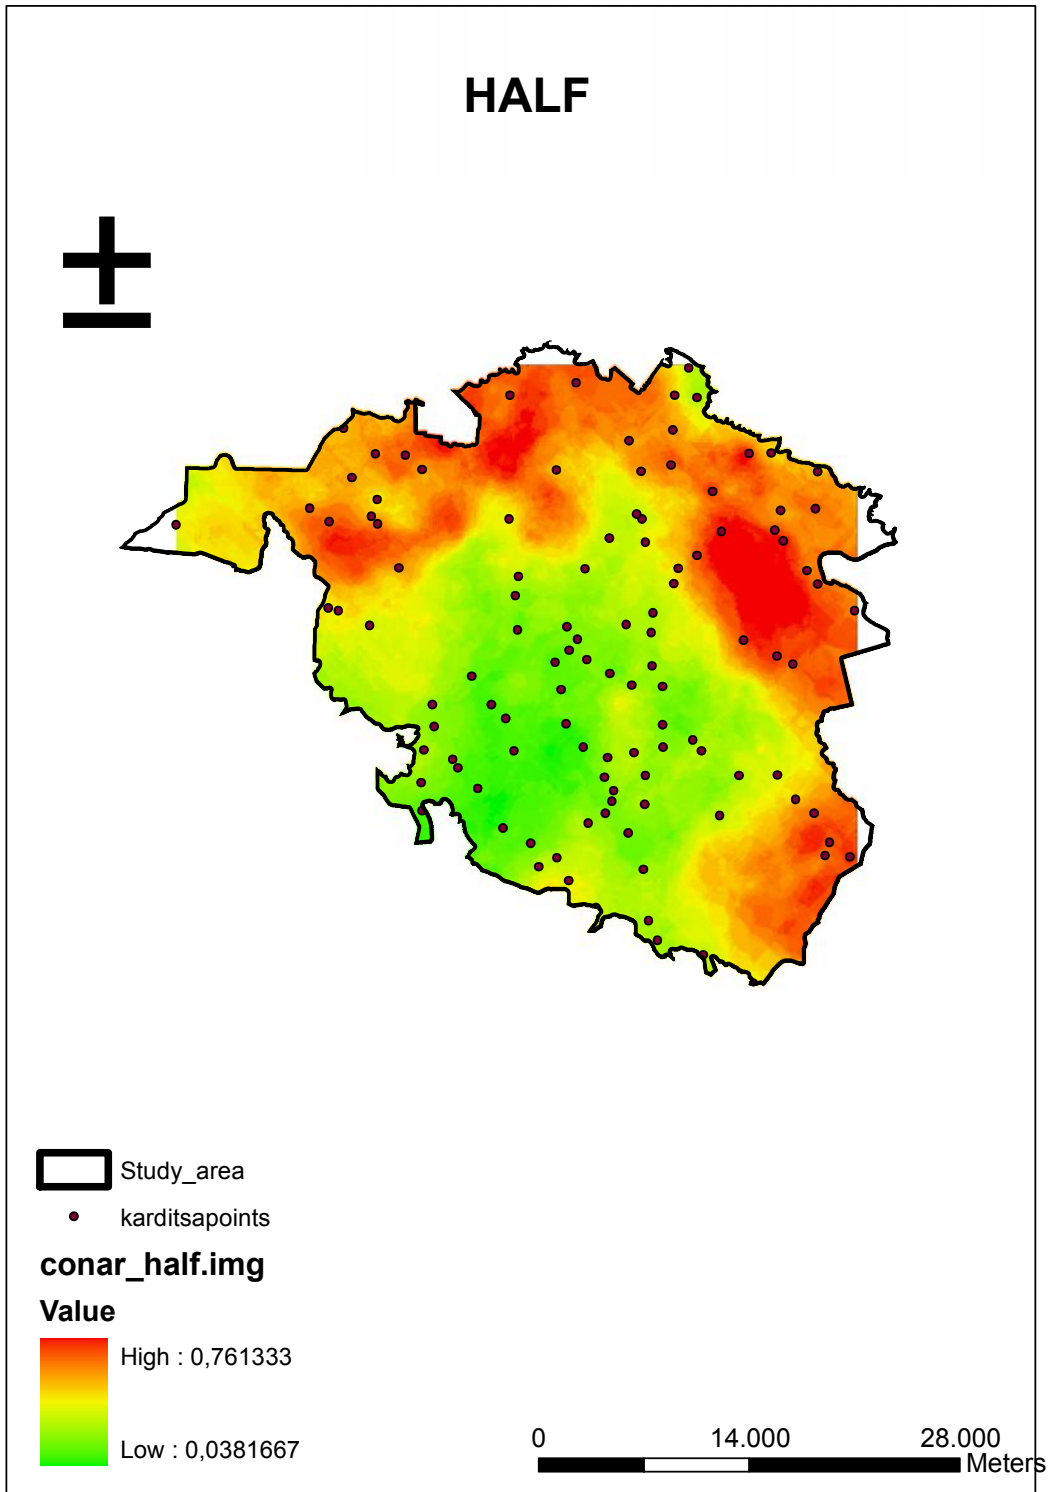 HALF
±
Study_area
karditsapoints
conar_half.img
Value
High : 0,761333
Low : 0,0381667
0 14.000 28.000
Meters